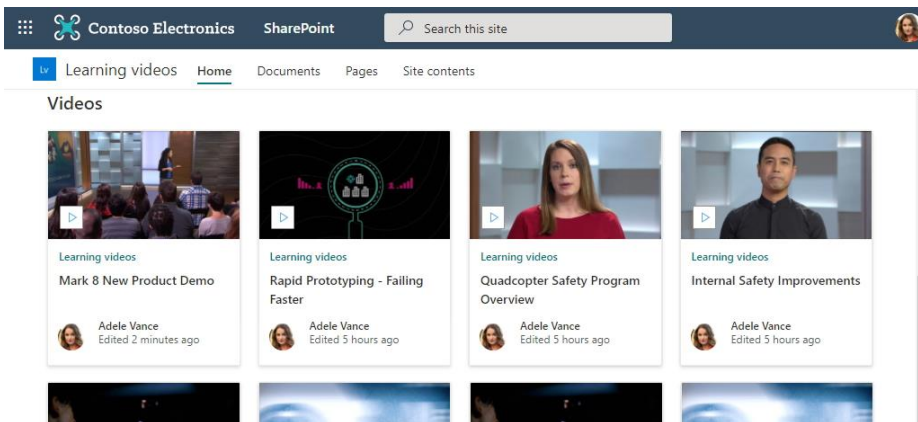 Contoso Electronics SharePoint Search this site
Lv Learning videos Home Documents Pages Site contents
Videos
Learning videos
Mark 8 New Product Demo
Adele Vance
Edited 2 minutes ago
Learning videos
Rapid Prototyping - Failing
Faster
Adele Vance
Edited 5 hours ago
Learning videos
Quadcopter Safety Program
Overview
Adele Vance
Edited 5 hours ago
Learning videos
Internal Safety Improvements
Adele Vance
Edited 5 hours ago